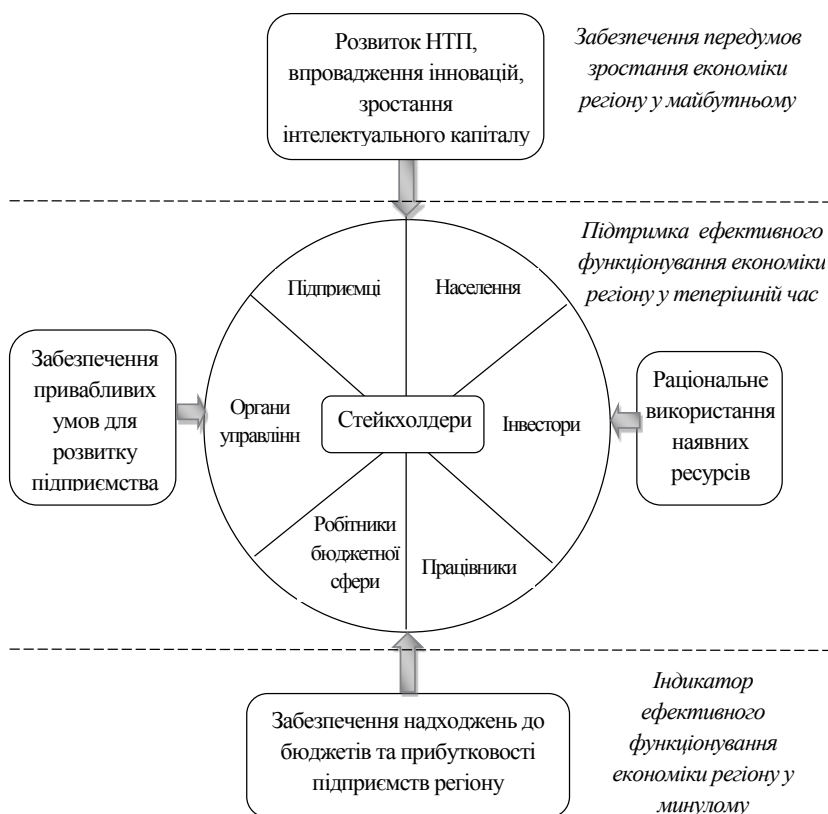 Розвиток НТП,
впровадження інновацій,
зростання
інтелектуального капіталу
Забезпечення передумов
зростання економіки
регіону у майбутньому
Підтримка ефективного
функціонування економіки
регіону у теперішній час
Підприємці
Населення
Забезпечення
привабливих
умов для
розвитку
підприємства
Органи
управлінн
Стейкхолдери
Інвестори
Раціональне
використання
наявних
ресурсів
Робітники
бюджетної
сфери
Працівники
Забезпечення надходжень до
бюджетів та прибутковості
підприємств регіону
Індикатор
ефективного
функціонування
економіки регіону у
минулому